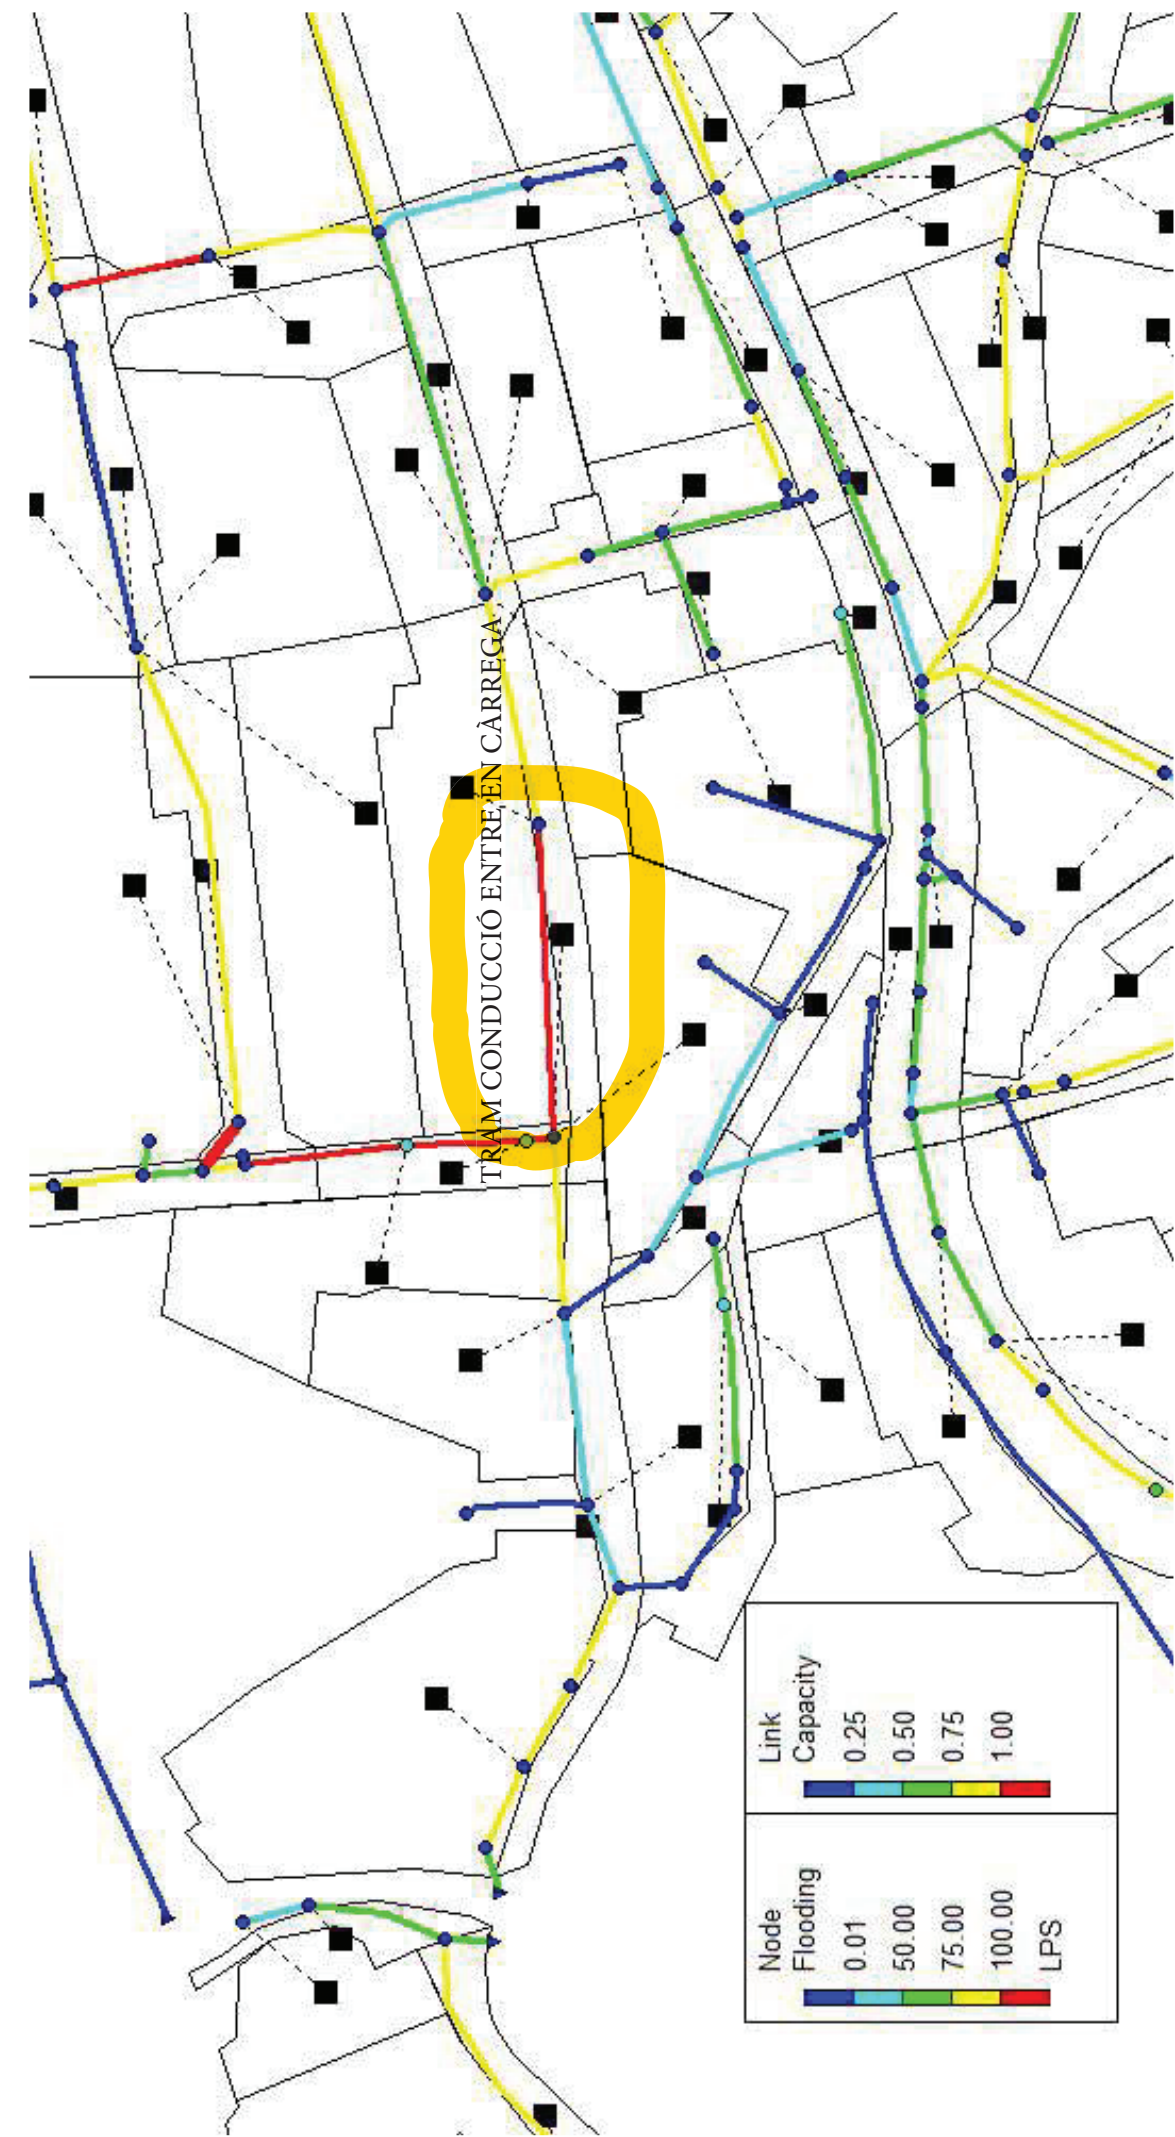 TRAM CONDUCCIÓ ENTRE EN CARREGA
Node
Flooding
0.01
50.00
75.00
100.00
LPS
Link
Capacity
0.25
0.50
0.75
1.00